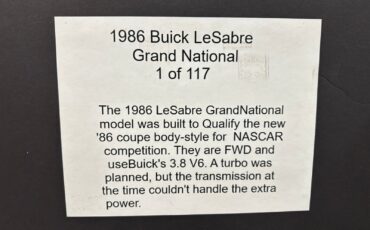 1986 Buick LeSabre
Grand National
1 of 117
The 1986 LeSabre GrandNational
model was built to Qualify the new
'86 coupe body-style for NASCAR
competition. They are FWD and
useBuick's 3.8 V6. A turbo was
planned, but the transmission at
the time couldn't handle the extra
power.